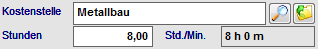 Kostenstelle Metallbau
Stunden 8,00 Std./Min. 8 h 0 m